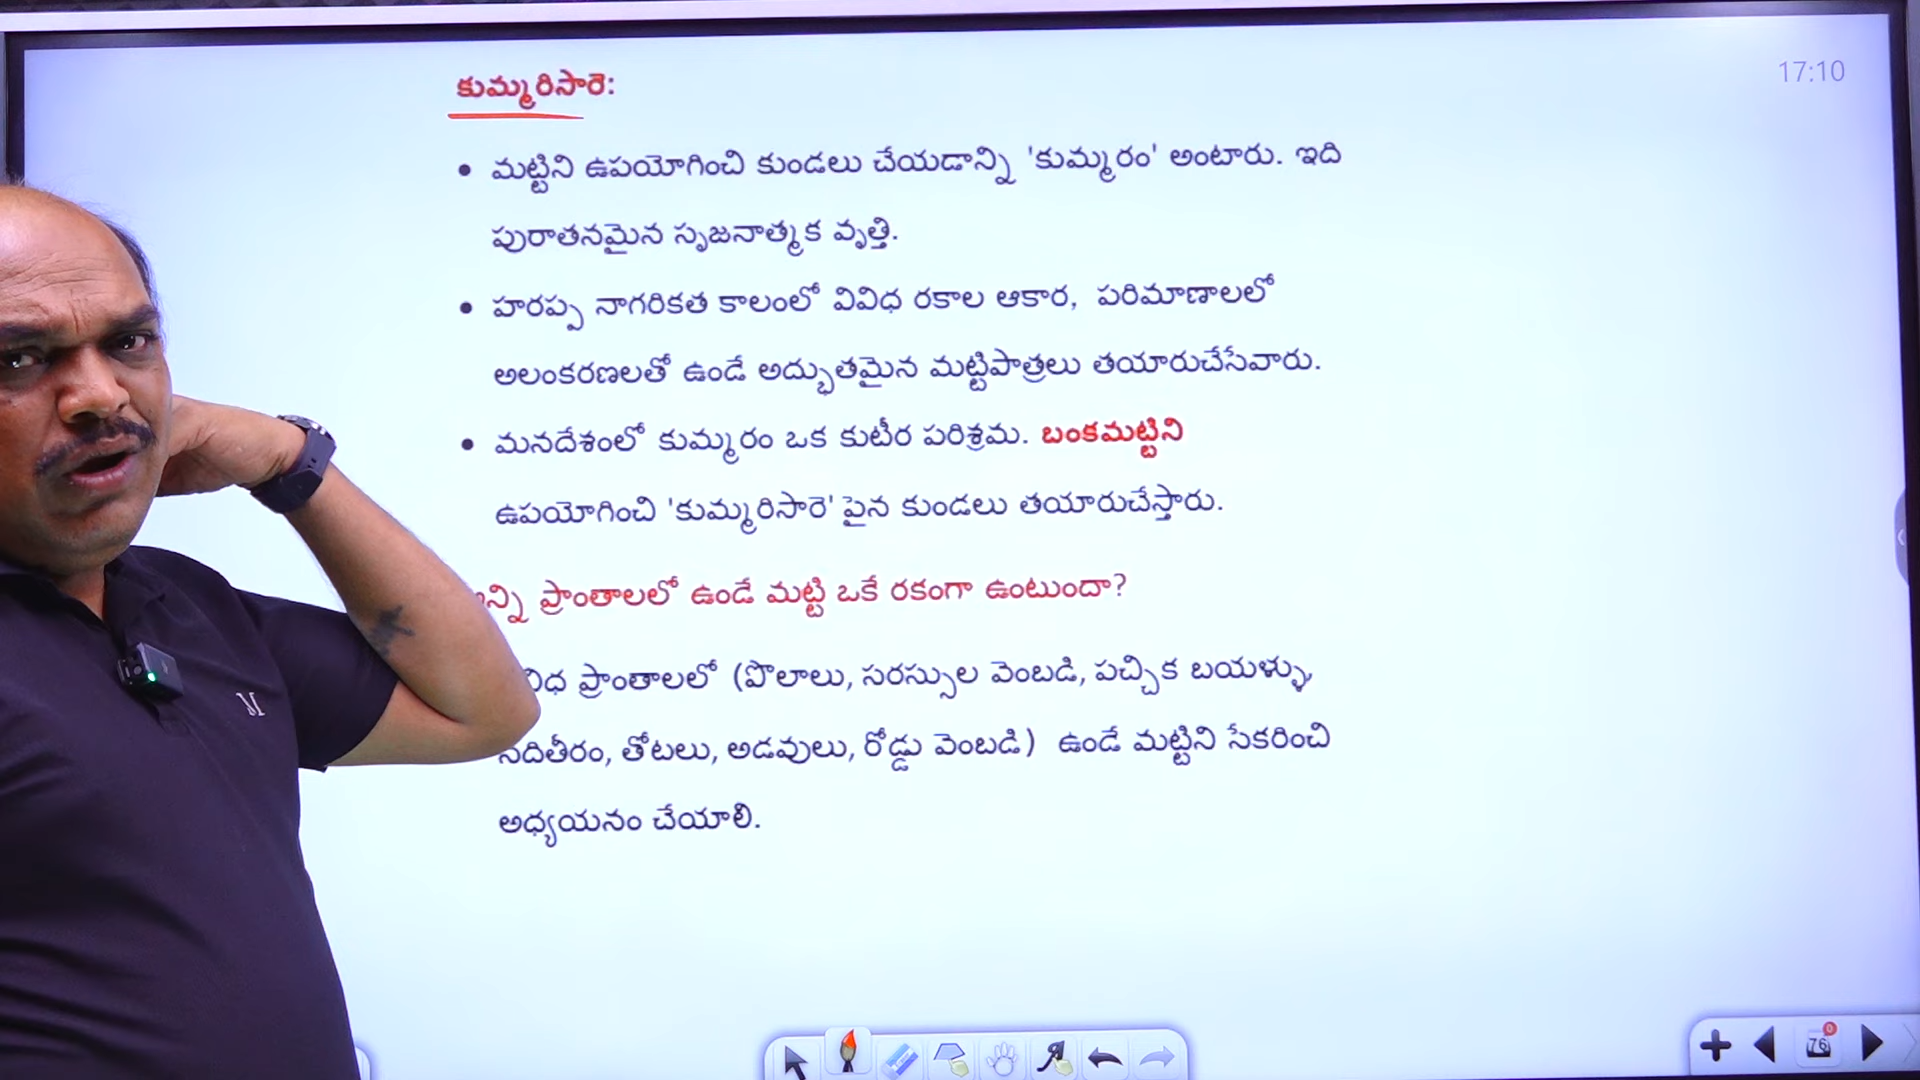 కుమ్మరిసారె:
17:10
• మట్టిని ఉపయోగించి కుండలు చేయడాన్ని 'కుమ్మరం' అంటారు. ఇది
పురాతనమైన సృజనాత్మక వృత్తి.
• హరప్ప నాగరికత కాలంలో వివిధ రకాల ఆకార, పరిమాణాలలో
అలంకరణలతో ఉండే అద్భుతమైన మట్టిపాత్రలు తయారుచేసేవారు.
• మనదేశంలో కుమ్మరం ఒక కుటీర పరిశ్రమ. బంకమట్టిని
ఉపయోగించి 'కుమ్మరిసారె' పైన కుండలు తయారుచేస్తారు.
ప్రాంతాలలో ఉండే మట్టి ఒకే రకంగా ఉంటుందా?
ప్రాంతాలలో (పొలాలు, సరస్సుల వెంబడి, పచ్చిక బయళ్ళు,
నదితీరం, తోటలు, అడవులు, రోడ్డు వెంబడి) ఉండే మట్టిని సేకరించి
అధ్యయనం చేయాలి.
M
76
0